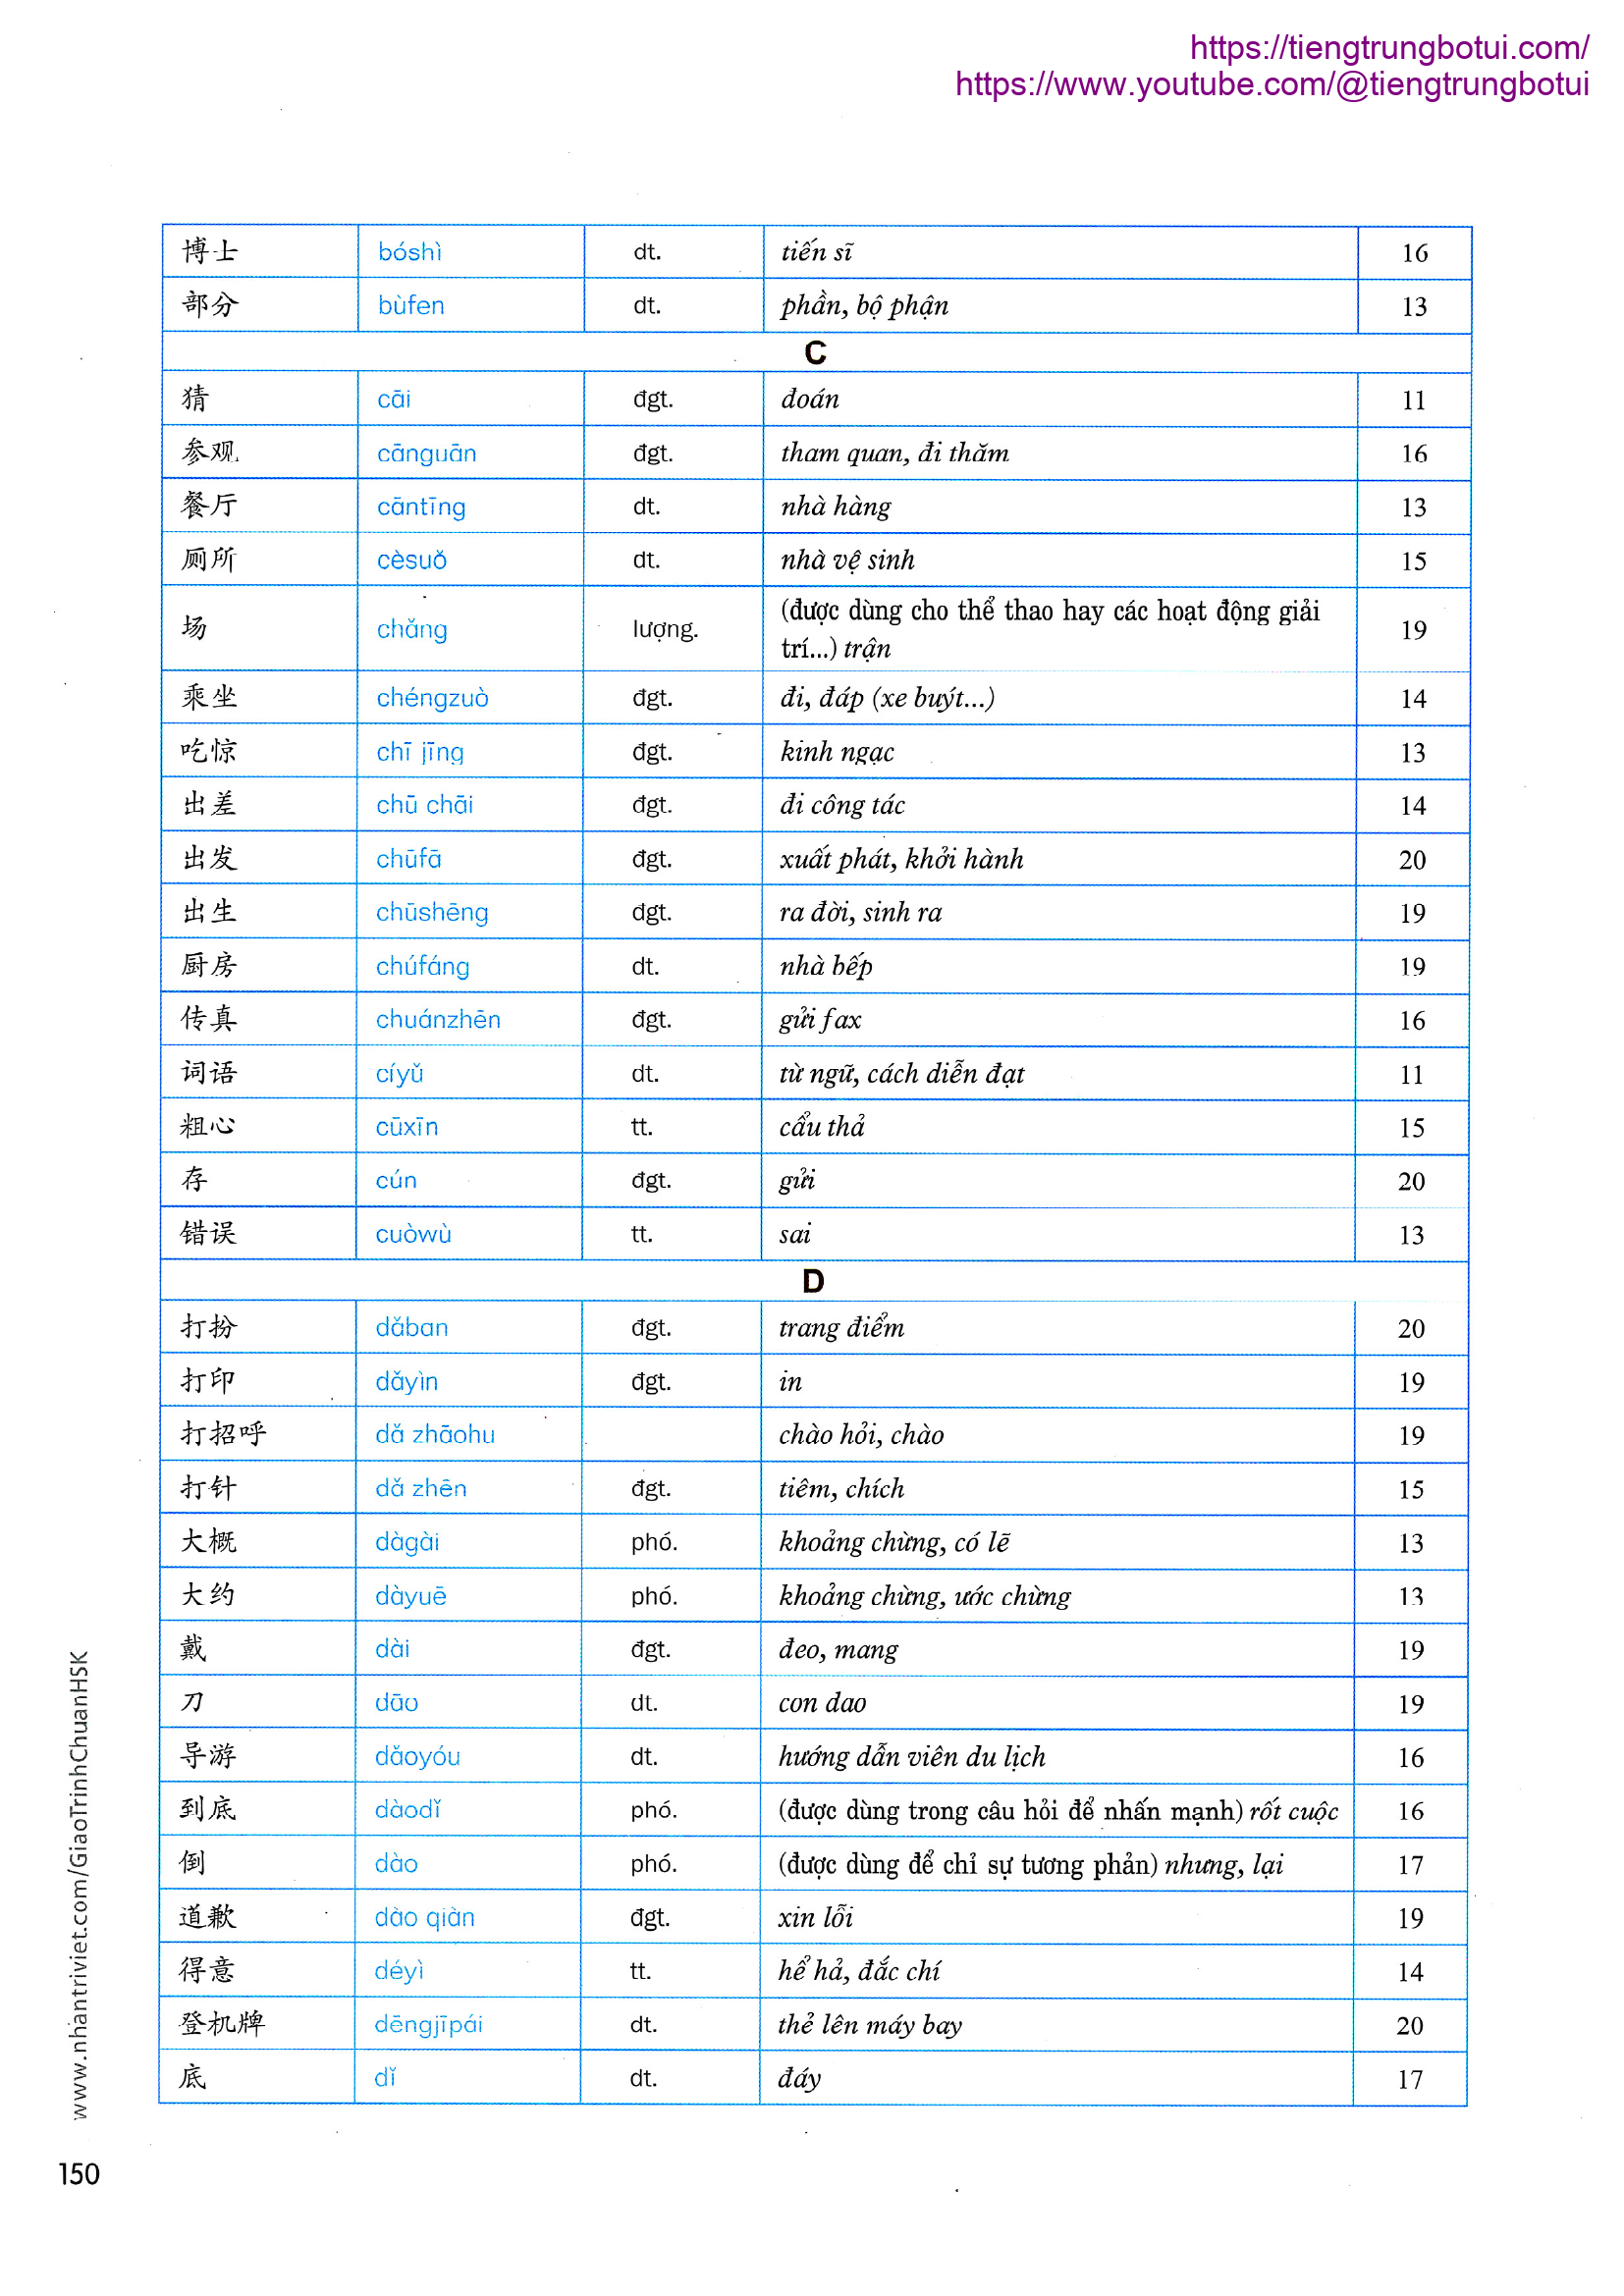 https://tiengtrungbotui.com/
https://www.youtube.com/@tiengtrungbotui
博士 bóshì dt. tiến sĩ 16
部分 bùfen dt. phần, bộ phận 13
C
猜 cāi đgt. đoán 11
参观 cānguān đgt. tham quan, đi thăm 16
餐厅 cāntīng dt. nhà hàng 13
厕所 cèsuǒ dt. nhà vệ sinh 15
场 chǎng lượng. (được dùng cho thể thao hay các hoạt động giải
trí...) trận 19
乘坐 chéngzuò đgt. đi, đáp (xe buýt...) 14
吃惊 chī jīng đgt. kinh ngạc 13
出差 chū chāi đgt. đi công tác 14
出发 chūfā đgt. xuất phát, khởi hành 20
出生 chūshēng đgt. ra đời, sinh ra 19
厨房 chúfáng dt. nhà bếp 19
传真 chuánzhēn đgt. gửi fax 16
词语 cíyǔ dt. từ ngữ, cách diễn đạt 11
粗心 cūxīn tt. cẩu thả 15
存 cún đgt. gửi 20
错误 cuòwù tt. sai 13
D
打扮 dǎban đgt. trang điểm 20
打印 dǎyìn đgt. in 19
打招呼 dǎ zhāohu chào hỏi, chào 19
打针 dǎ zhēn đgt. tiêm, chích 15
大概 dàgài phó. khoảng chừng, có lẽ 13
大约 dàyuē phó. khoảng chừng, ước chừng 13
戴 dài đgt. đeo, mang 19
刀 dāo dt. con dao 19
导游 dǎoyóu dt. hướng dẫn viên du lịch 16
到底 dàodǐ phó. (được dùng trong câu hỏi để nhấn mạnh) rốt cuộc 16
倒 dào phó. (được dùng để chỉ sự tương phản) nhưng, lại 17
道歉 dào qiàn đgt. xin lỗi 19
得意 déyì tt. hể hả, đắc chí 14
登机牌 dēngjīpái dt. thẻ lên máy bay 20
底 dǐ dt. đáy 17
www.nhantriviet.com/GiaoTrinhChuanHSK
150